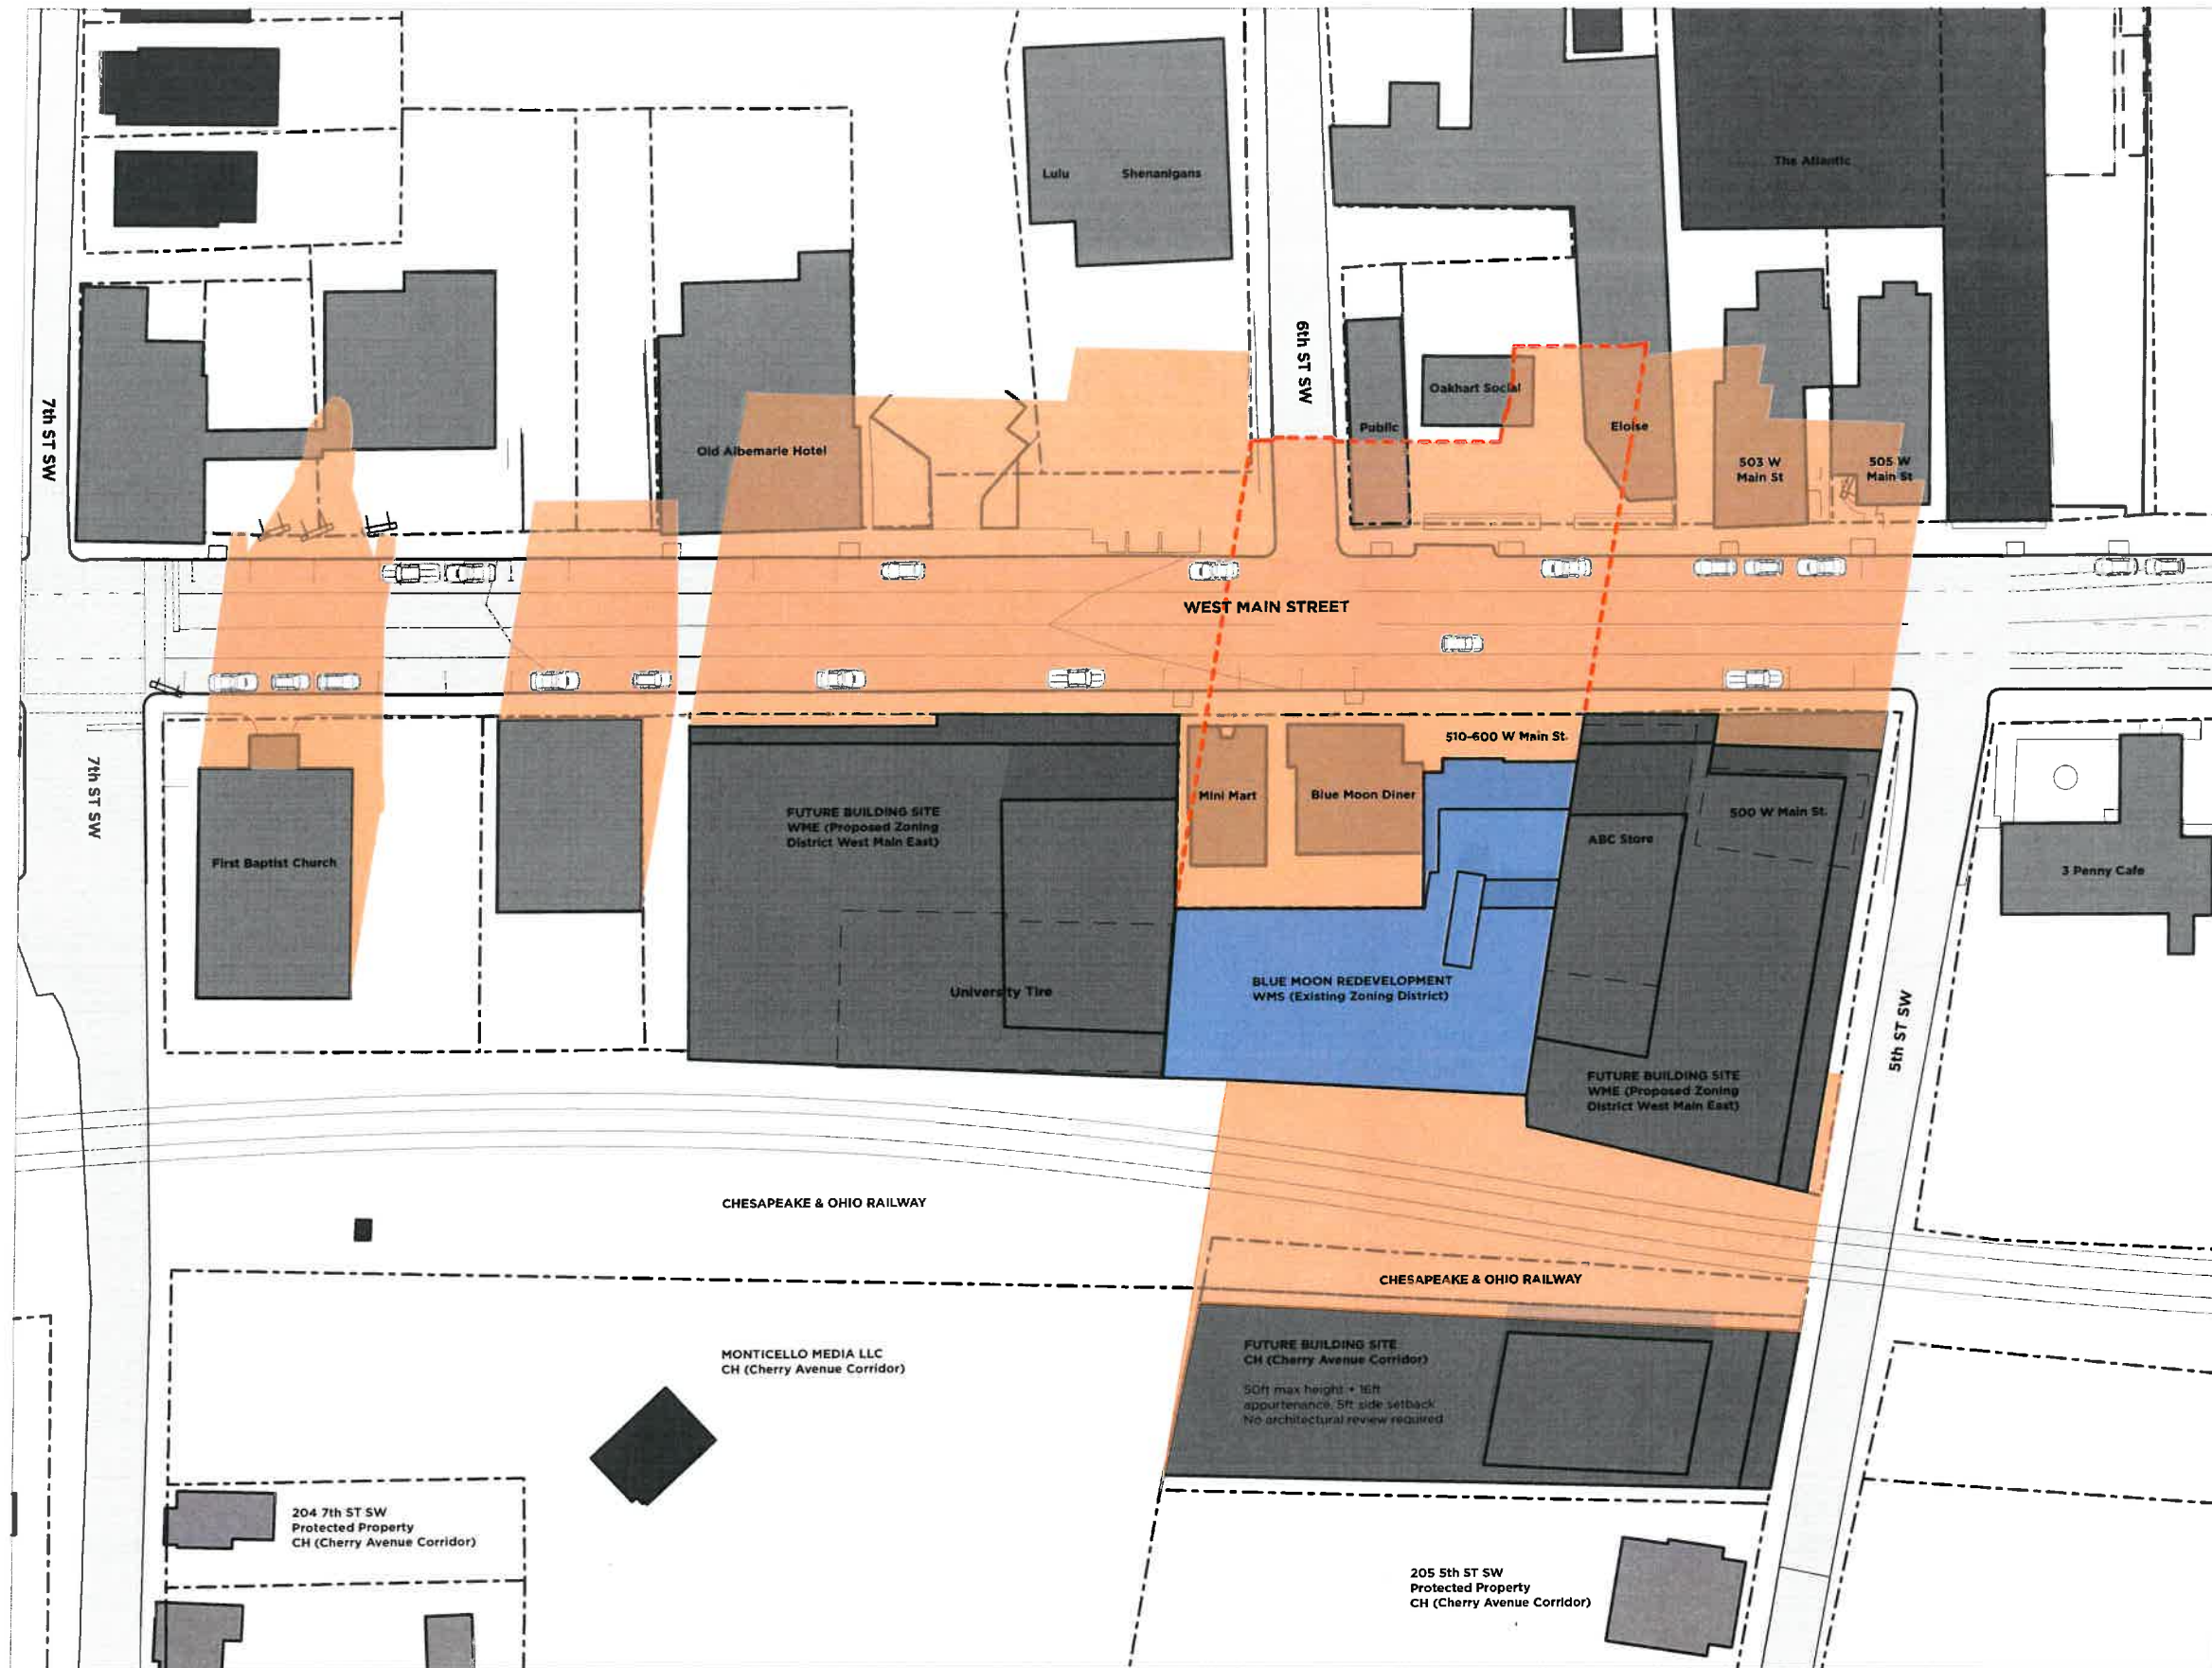 Lulu
Shenanigans
The Atlantic
6th ST SW
7th ST SW
Old Albemarle Hotel
Public
Oakhart Social
Eloise
503 W
Main St
505 W
Main St
WEST MAIN STREET
7th ST SW
First Baptist Church
FUTURE BUILDING SITE
WME (Proposed Zoning
District West Main East)
University Tire
Mini Mart
Blue Moon Diner
510-600 W Main St.
BLUE MOON REDEVELOPMENT
WMS (Existing Zoning District)
ABC Store
500 W Main St.
FUTURE BUILDING SITE
WME (Proposed Zoning
District West Main East)
5th ST SW
3 Penny Cafe
CHESAPEAKE & OHIO RAILWAY
CHESAPEAKE & OHIO RAILWAY
MONTICELLO MEDIA LLC
CH (Cherry Avenue Corridor)
FUTURE BUILDING SITE
CH (Cherry Avenue Corridor)
50ft max height + 16ft
appurtenance, 5ft side setback
No architectural review required
204 7th ST SW
Protected Property
CH (Cherry Avenue Corridor)
205 5th ST SW
Protected Property
CH (Cherry Avenue Corridor)